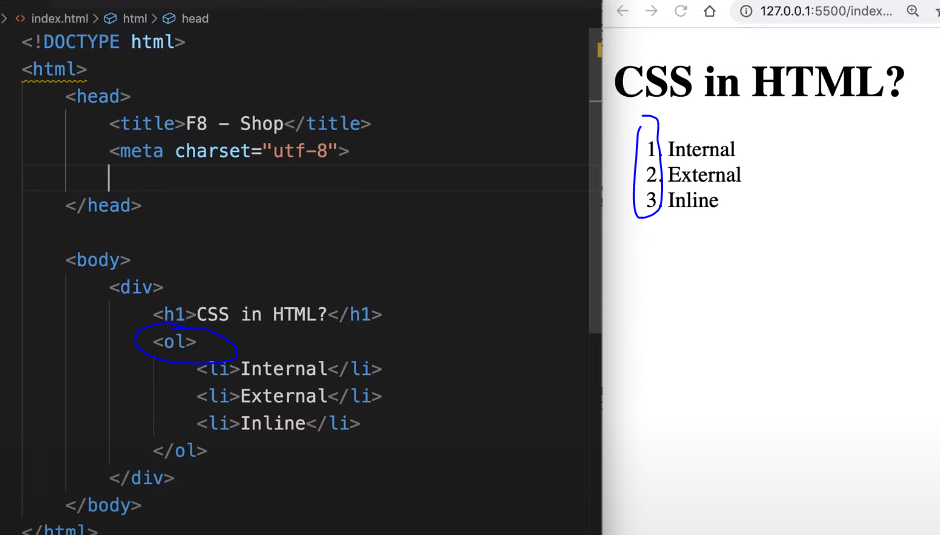 index.html > html > head
<!DOCTYPE html>
<html>
<head>
<title>F8 - Shop</title>
<meta charset="utf-8">
</head>
<body>
<div>
<h1>CSS in HTML?</h1>
<ol>
<li>Internal</li>
<li>External</li>
<li>Inline</li>
</ol>
</div>
</body>
</html>
127.0.0.1:5500/index...
CSS in HTML?
1. Internal
2. External
3. Inline